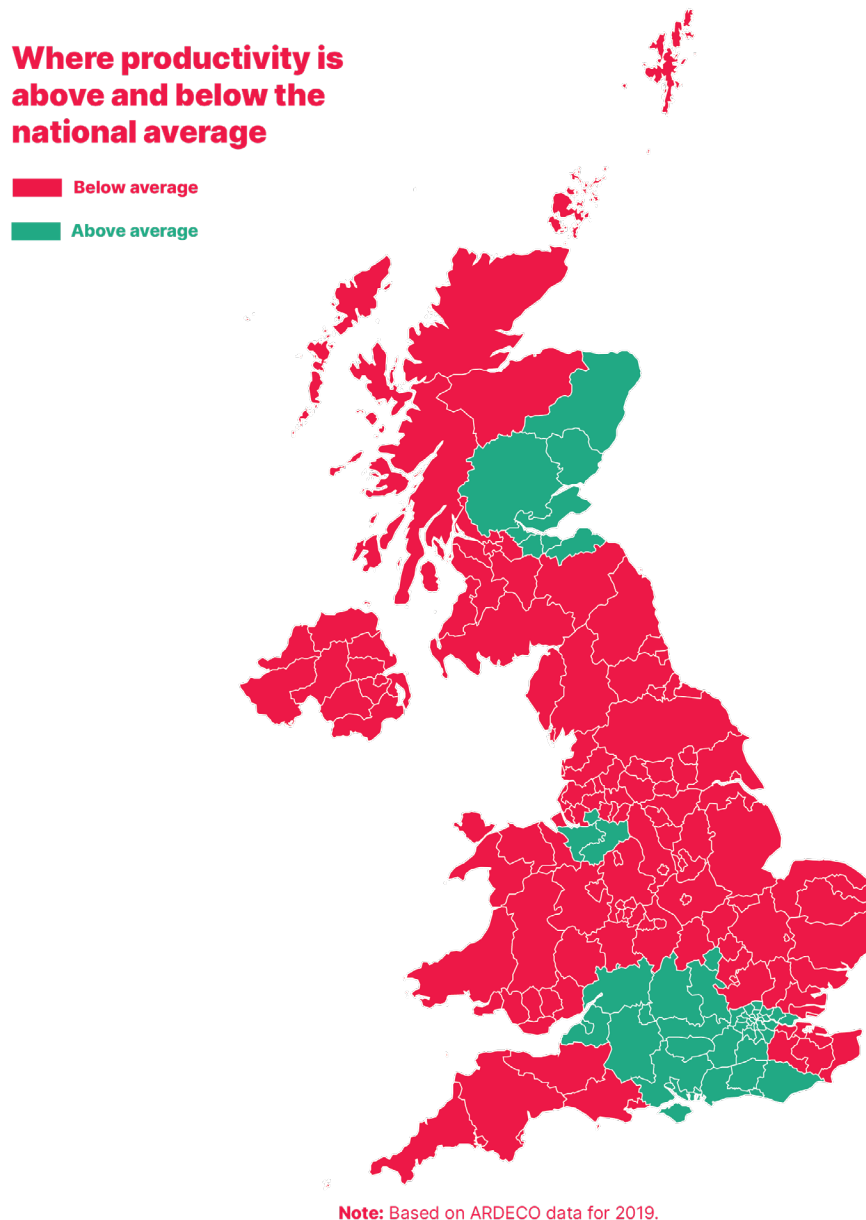 Where productivity is
above and below the
national average
Below average
Above average
Note: Based on ARDECO data for 2019.